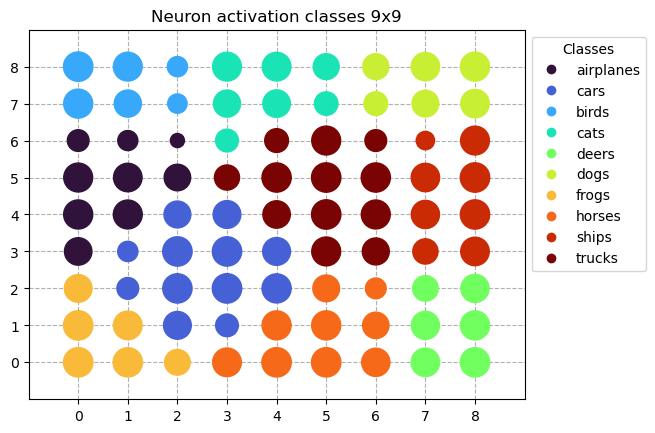 Neuron activation classes 9x9
8
7
6
5
4
3
2
1
0
0 1 2 3 4 5 6 7 8
Classes
airplanes
cars
birds
cats
deers
dogs
frogs
horses
ships
trucks